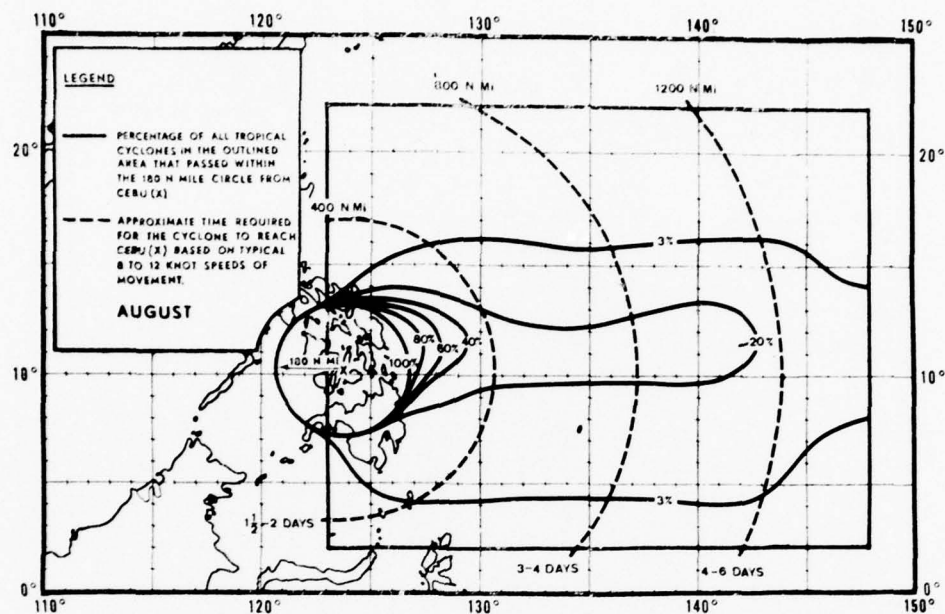 110°
120°
130°
140°
150°
LEGEND
PERCENTAGE OF ALL TROPICAL
CYCLONES IN THE OUTLINED
AREA THAT PASSED WITHIN
THE 180 N MILE CIRCLE FROM
CEBU (X)
APPROXIMATE TIME REQUIRED
FOR THE CYCLONE TO REACH
CEBU (X) BASED ON TYPICAL
8 TO 12 KNOT SPEEDS OF
MOVEMENT.
AUGUST
800 N Mi
1200 N Mi
20°
20°
400 N Mi
3%
80%
60%
40%
20%
100%
180 N Mi
X
10°
10°
3%
1½-2 DAYS
3-4 DAYS
4-6 DAYS
0°
0°
110°
120°
130°
140°
150°